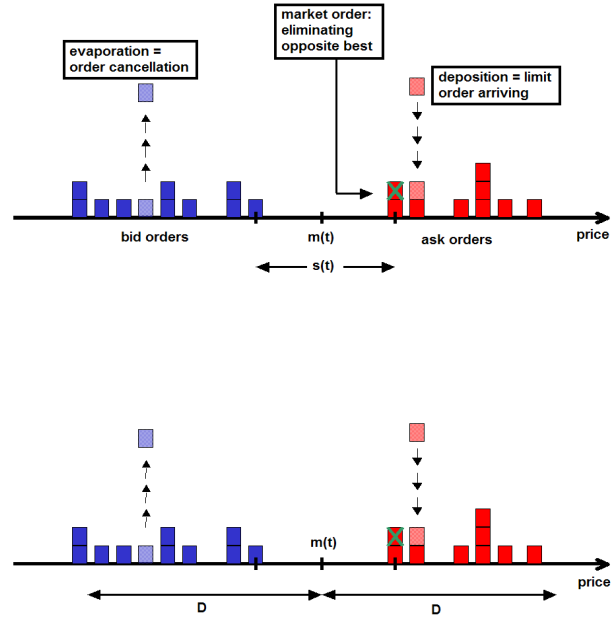 market order:
eliminating
opposite best
evaporation =
order cancellation
deposition = limit
order arriving
bid orders
m(t)
ask orders
price
s(t)
m(t)
price
D
D